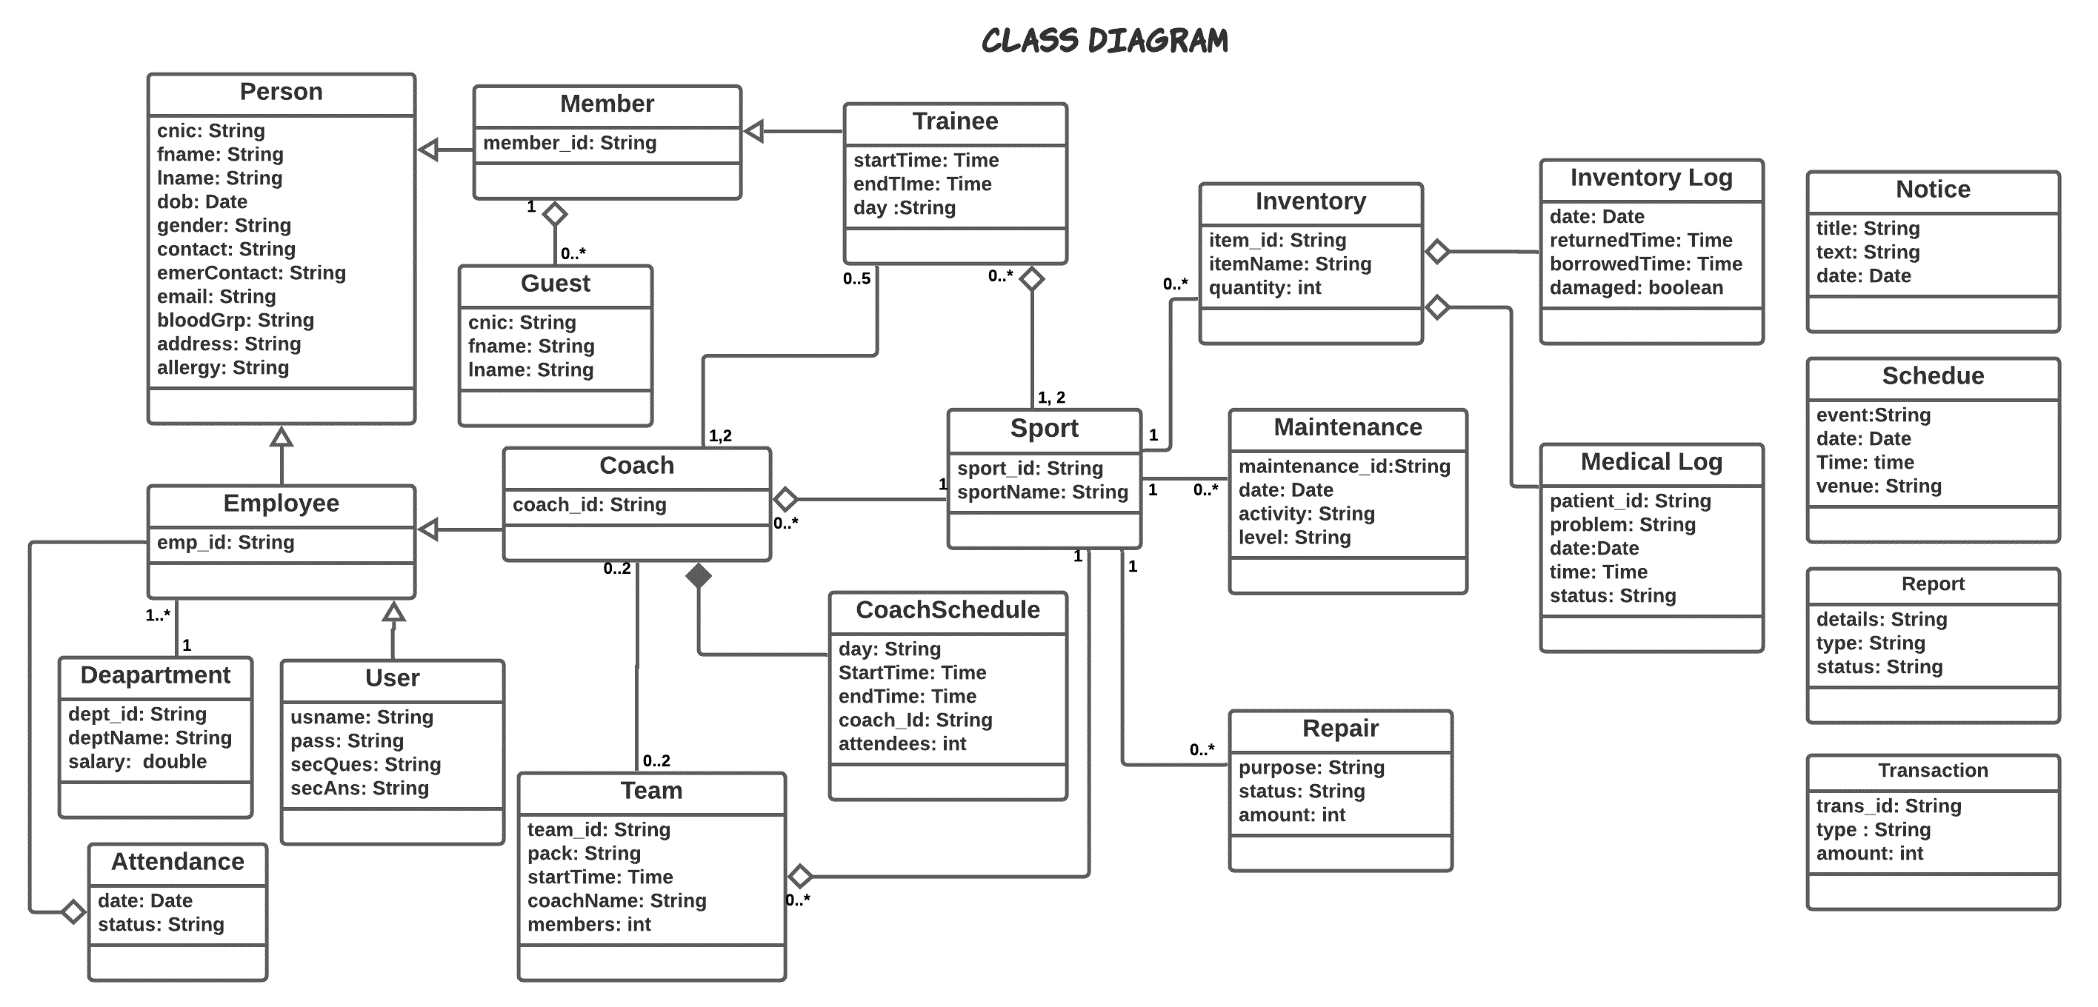 CLASS DIAGRAM
Person
cnic: String
fname: String
lname: String
dob: Date
gender: String
contact: String
emerContact: String
email: String
bloodGrp: String
address: String
allergy: String
Member
member_id: String
1
0..*
Guest
cnic: String
fname: String
lname: String
Trainee
startTime: Time
endTIme: Time
day :String
0..5
0..*
1,2
1, 2
Inventory
item_id: String
itemName: String
quantity: int
0..*
1
Inventory Log
date: Date
returnedTime: Time
borrowedTime: Time
damaged: boolean
Notice
title: String
text: String
date: Date
Employee
emp_id: String
1..*
1
Coach
coach_id: String
0..*
1
0..2
Sport
sport_id: String
sportName: String
1
0..*
1
1
Maintenance
maintenance_id:String
date: Date
activity: String
level: String
Medical Log
patient_id: String
problem: String
date:Date
time: Time
status: String
Schedue
event:String
date: Date
Time: time
venue: String
Deapartment
dept_id: String
deptName: String
salary:  double
User
usname: String
pass: String
secQues: String
secAns: String
CoachSchedule
day: String
StartTime: Time
endTime: Time
coach_Id: String
attendees: int
Report
details: String
type: String
status: String
Attendance
date: Date
status: String
0..2
Team
team_id: String
pack: String
startTime: Time
coachName: String
members: int
0..*
0..*
Repair
purpose: String
status: String
amount: int
Transaction
trans_id: String
type : String
amount: int